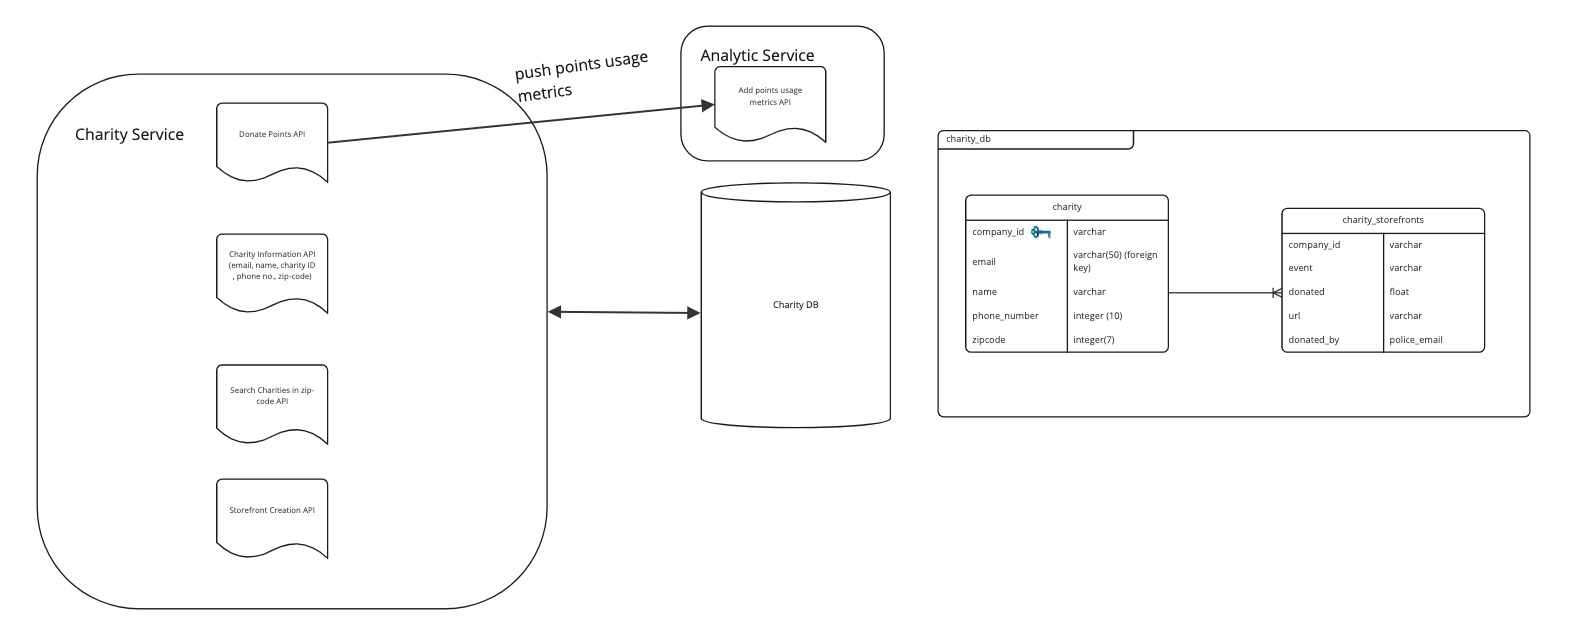 push points usage
metrics
Analytic Service
Add points usage
metrics API
Charity Service
Donate Points API
Charity Information API
(email, name, charity ID
, phone no., zip-code)
Search Charities in zip-
code API
Storefront Creation API
Charity DB
charity_db
charity
company_id varchar
email varchar(50) (foreign
key)
name varchar
phone_number integer (10)
zipcode integer(7)
charity_storefronts
company_id varchar
event varchar
donated float
url varchar
donated_by police_email